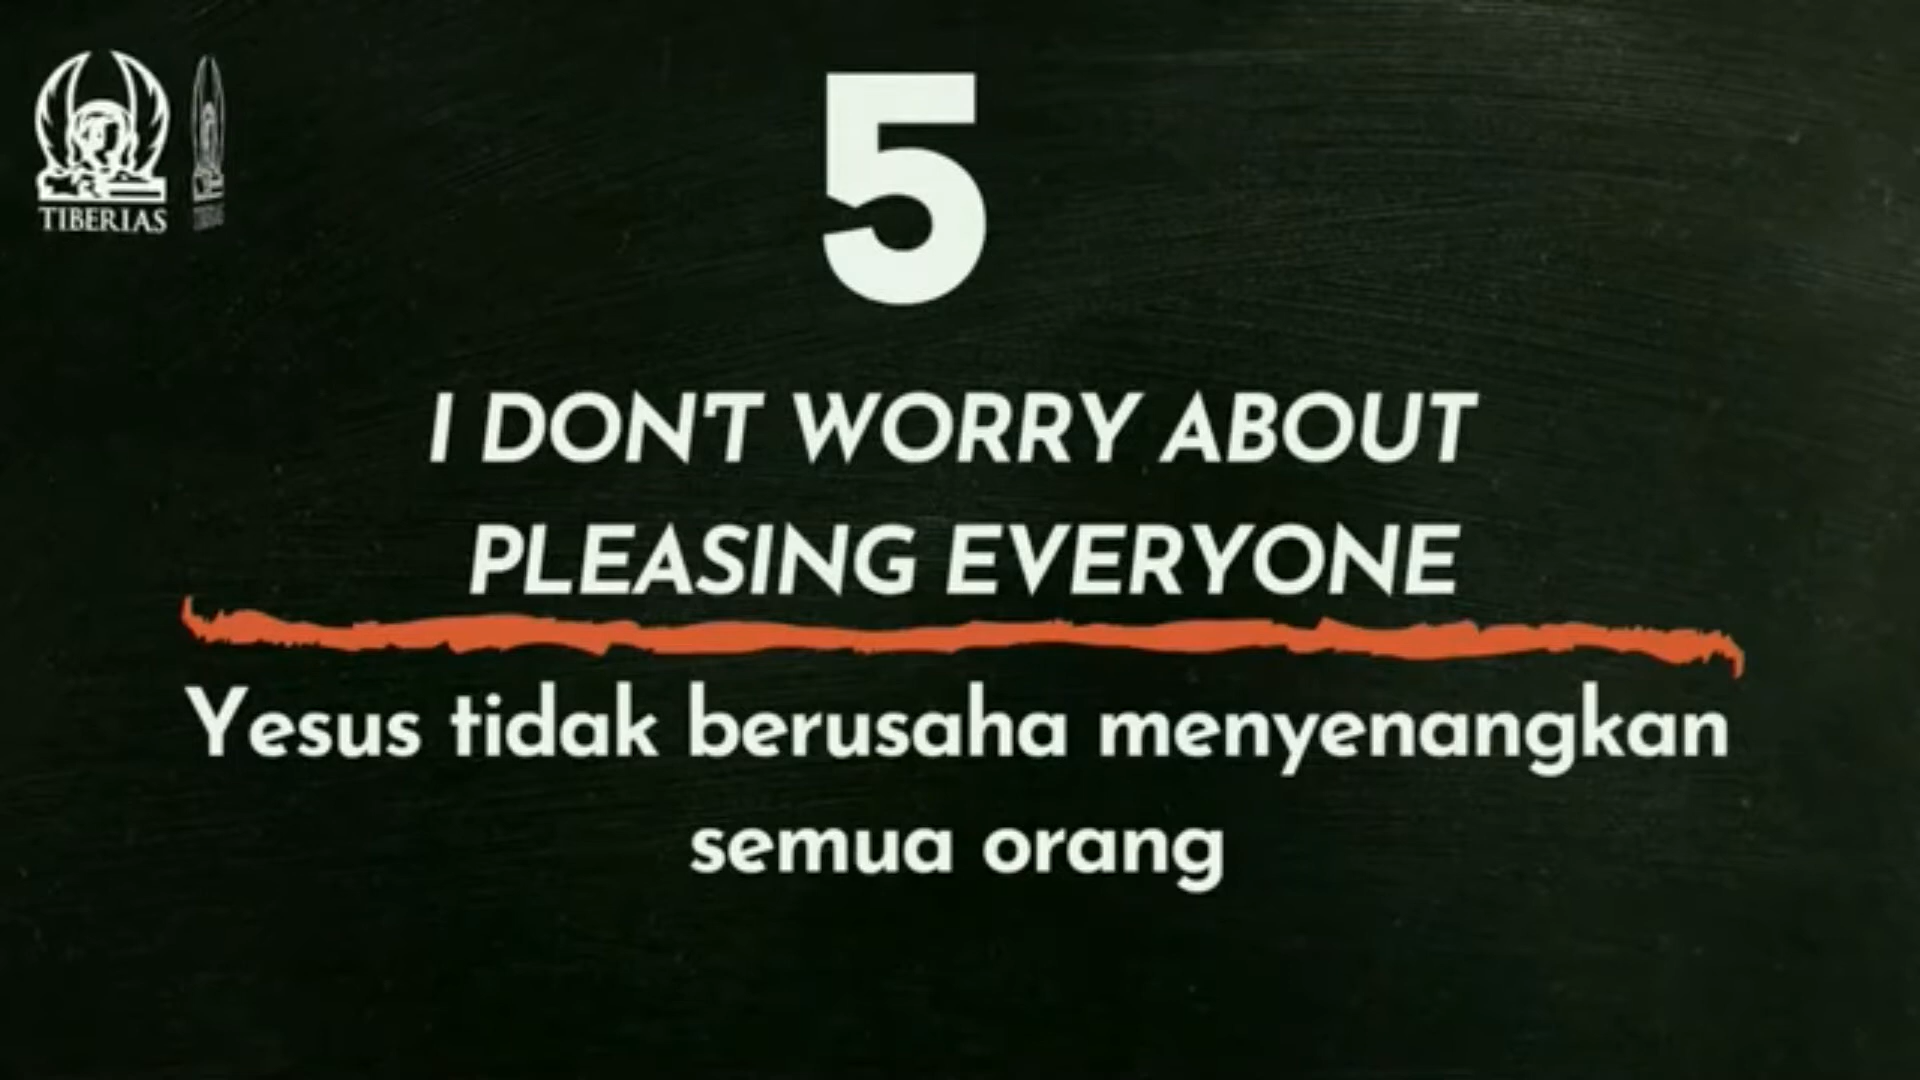 TIBERIAS
5
I DON'T WORRY ABOUT
PLEASING EVERYONE
Yesus tidak berusaha menyenangkan
semua orang